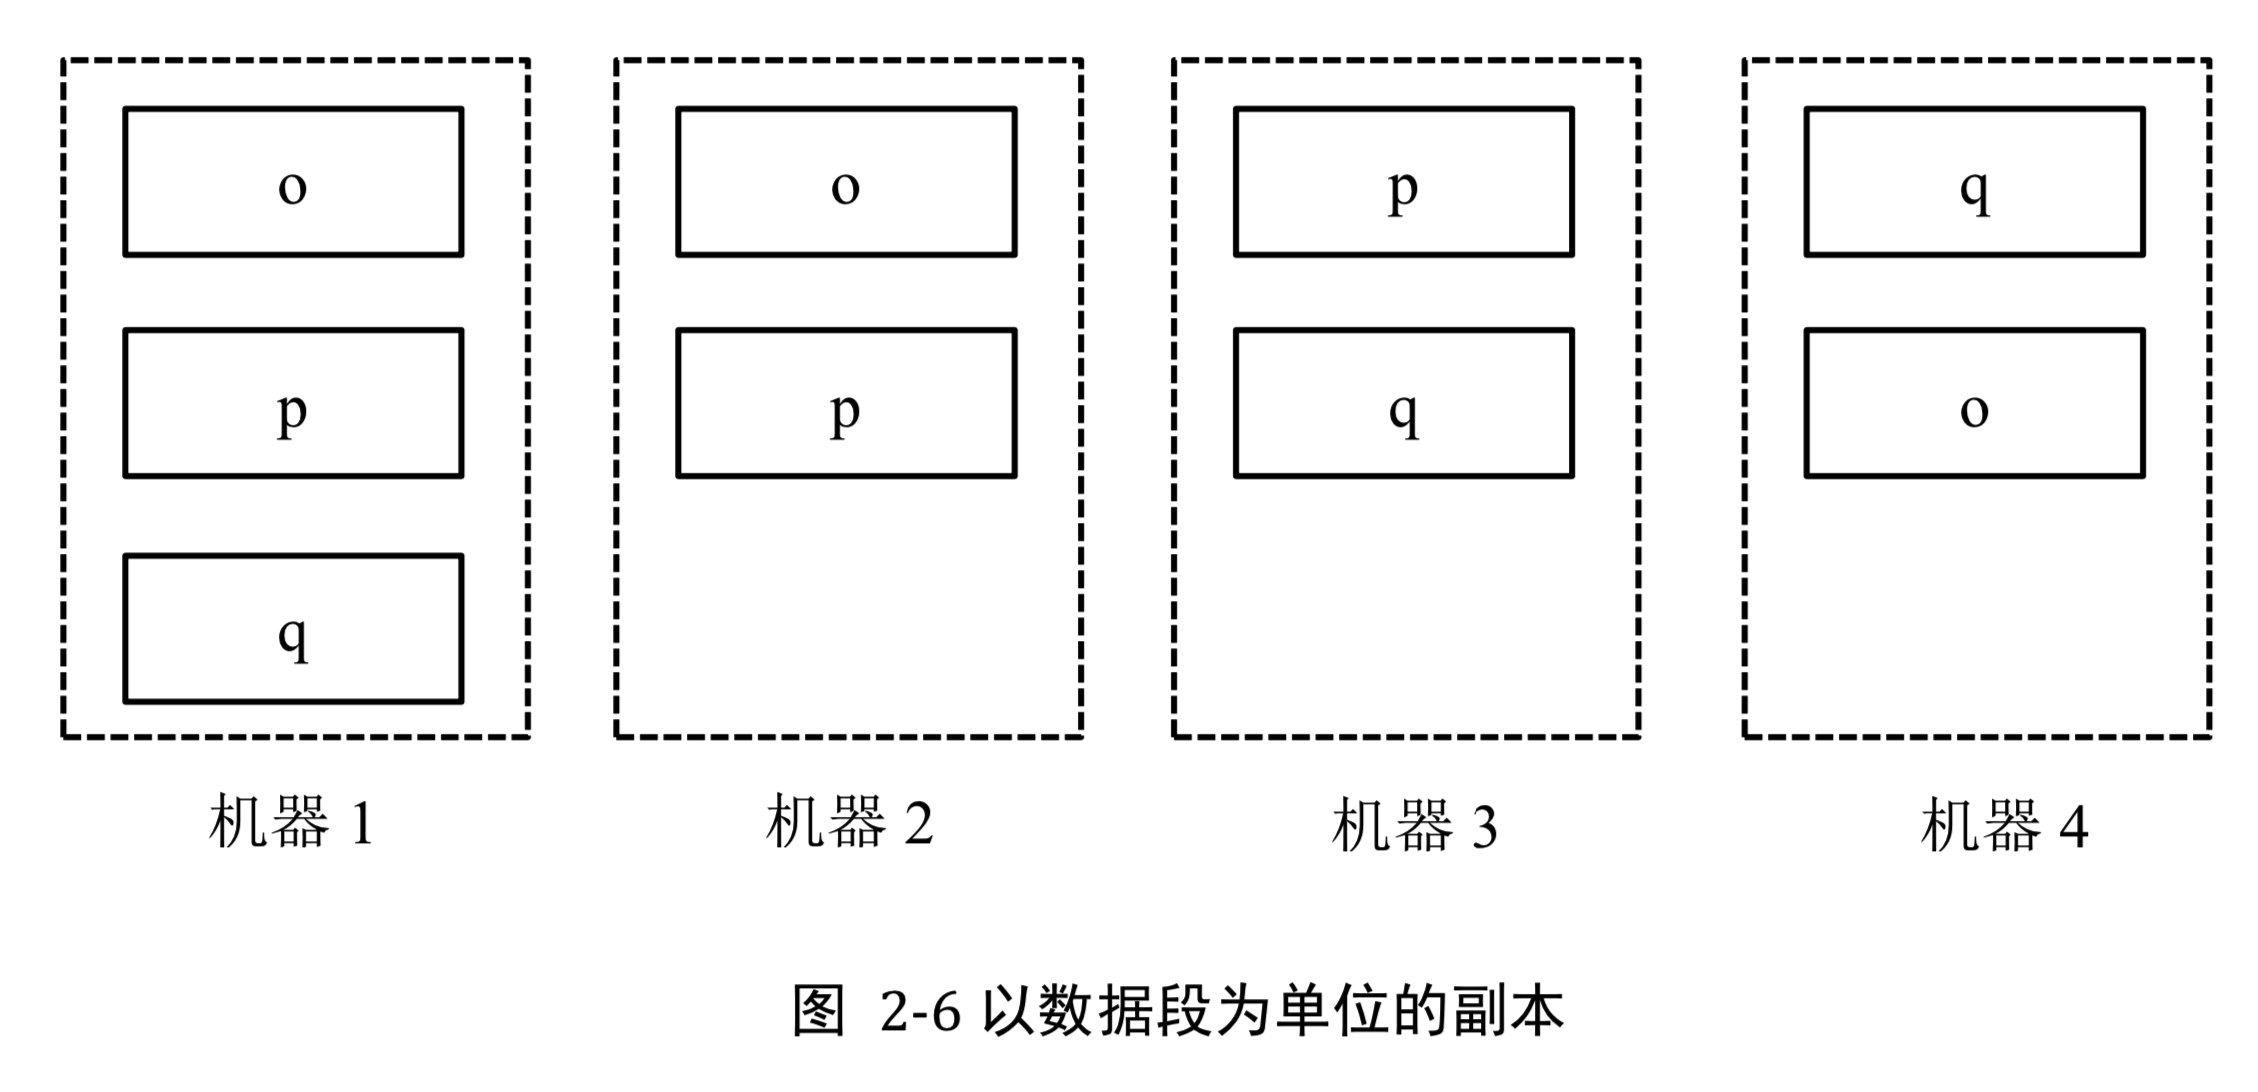 o o p q
p p q o
q
机器 1 机器 2 机器 3 机器 4
图 2-6 以数据段为单位的副本